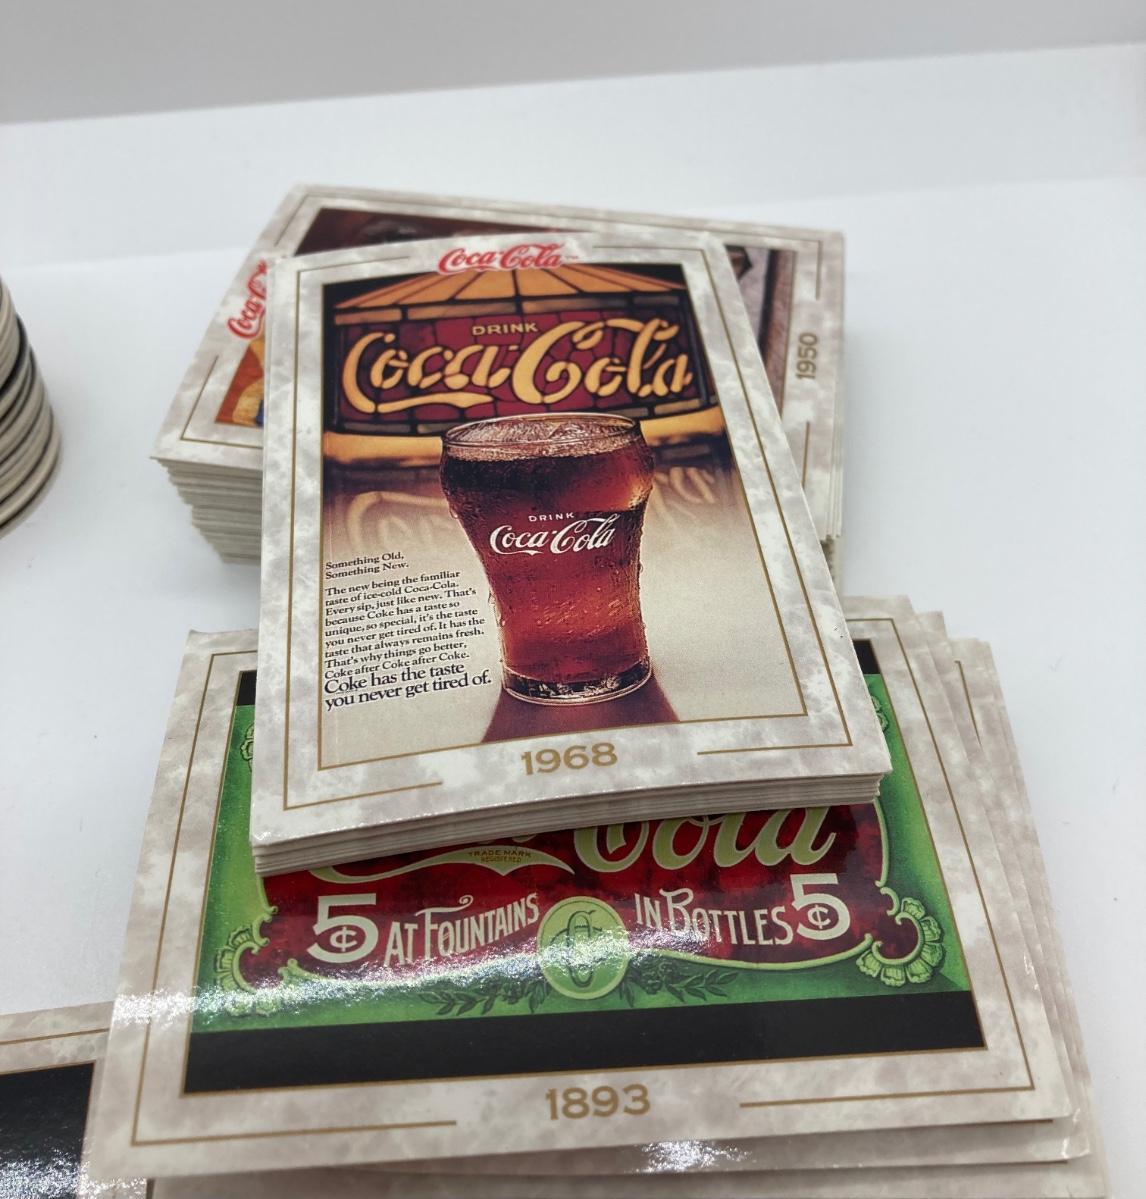 Coca-Cola™
Coca-Cola
1950
DRINK
Coca-Cola
DRINK
Coca-Cola
Something Old,
Something New.
The new being the familiar
taste of ice-cold Coca-Cola.
Every sip, just like new. That's
because Coke has a taste so
unique, so special, it's the taste
you never get tired of. It has the
taste that always remains fresh.
That's why things go better,
Coke after Coke after Coke.
Coke has the taste
you never get tired of.
1968
Cola
TRADE MARK
REGISTERED
5¢ AT FOUNTAINS IN BOTTLES 5¢
1893